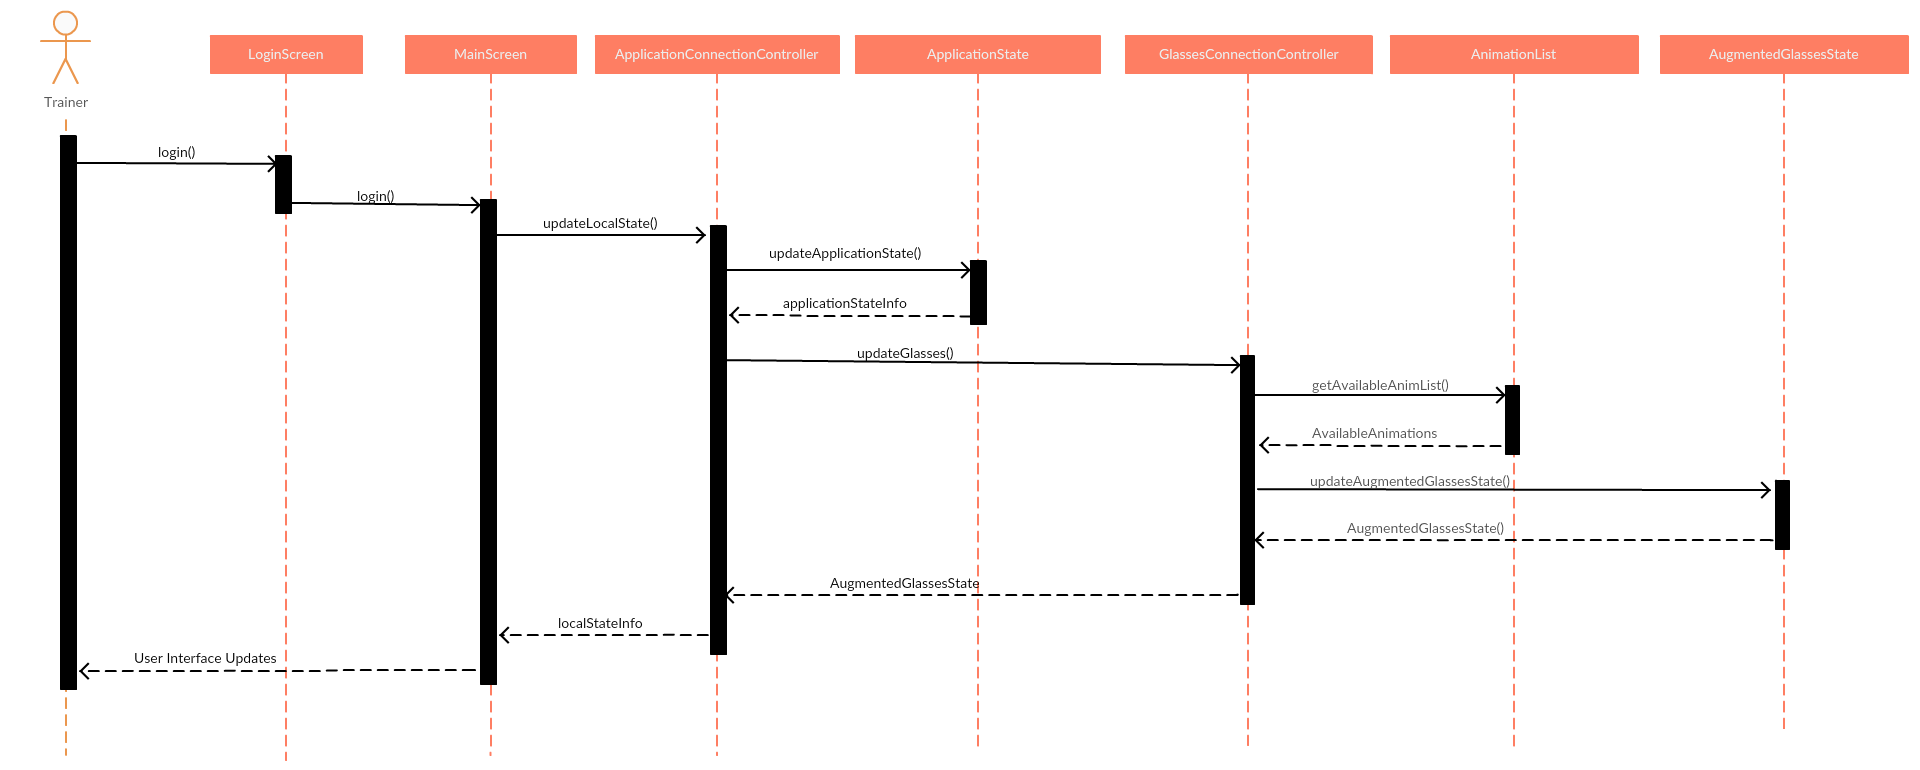 LoginScreen
MainScreen
ApplicationConnectionController
ApplicationState
GlassesConnectionController
AnimationList
AugmentedGlassesState
Trainer
login()
login()
updateLocalState()
updateApplicationState()
applicationStateInfo
updateGlasses()
getAvailableAnimList()
AvailableAnimations
updateAugmentedGlassesState()
AugmentedGlassesState()
AugmentedGlassesState
localStateInfo
User Interface Updates